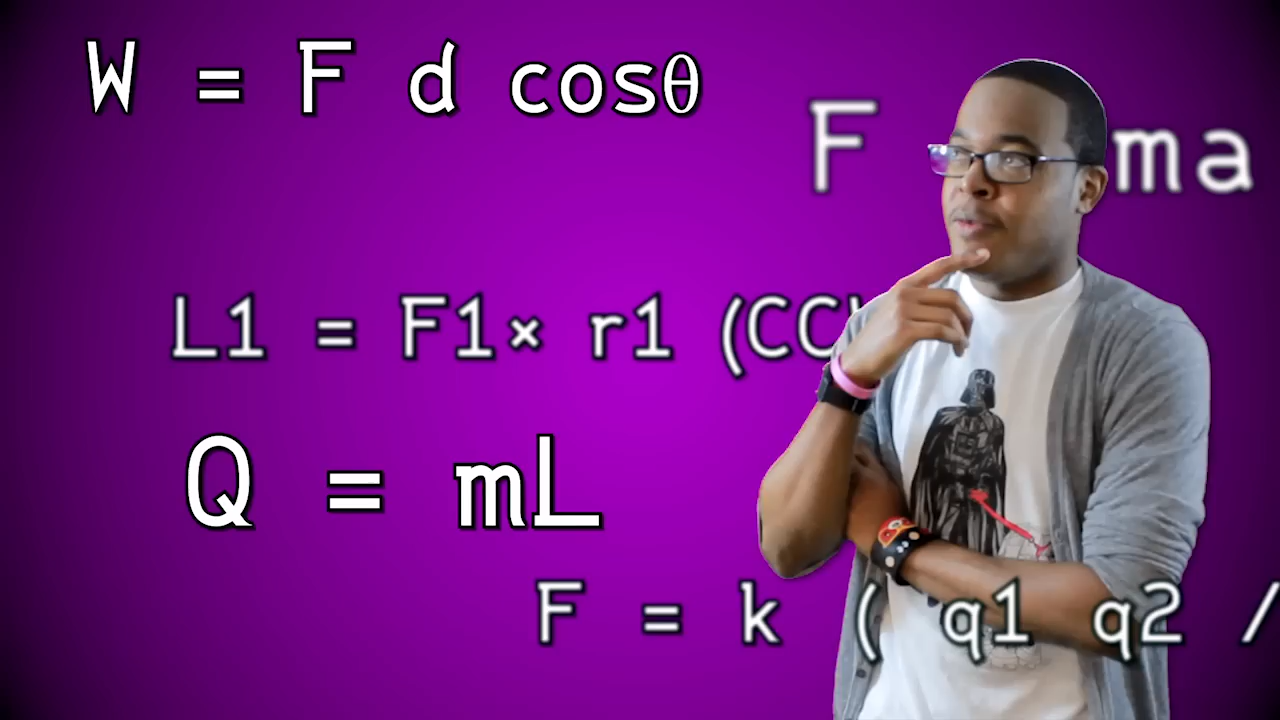 W = F d cosθ
F ma
L1 = F1× r1 (CC
Q = mL
F = k ( q1 q2 /